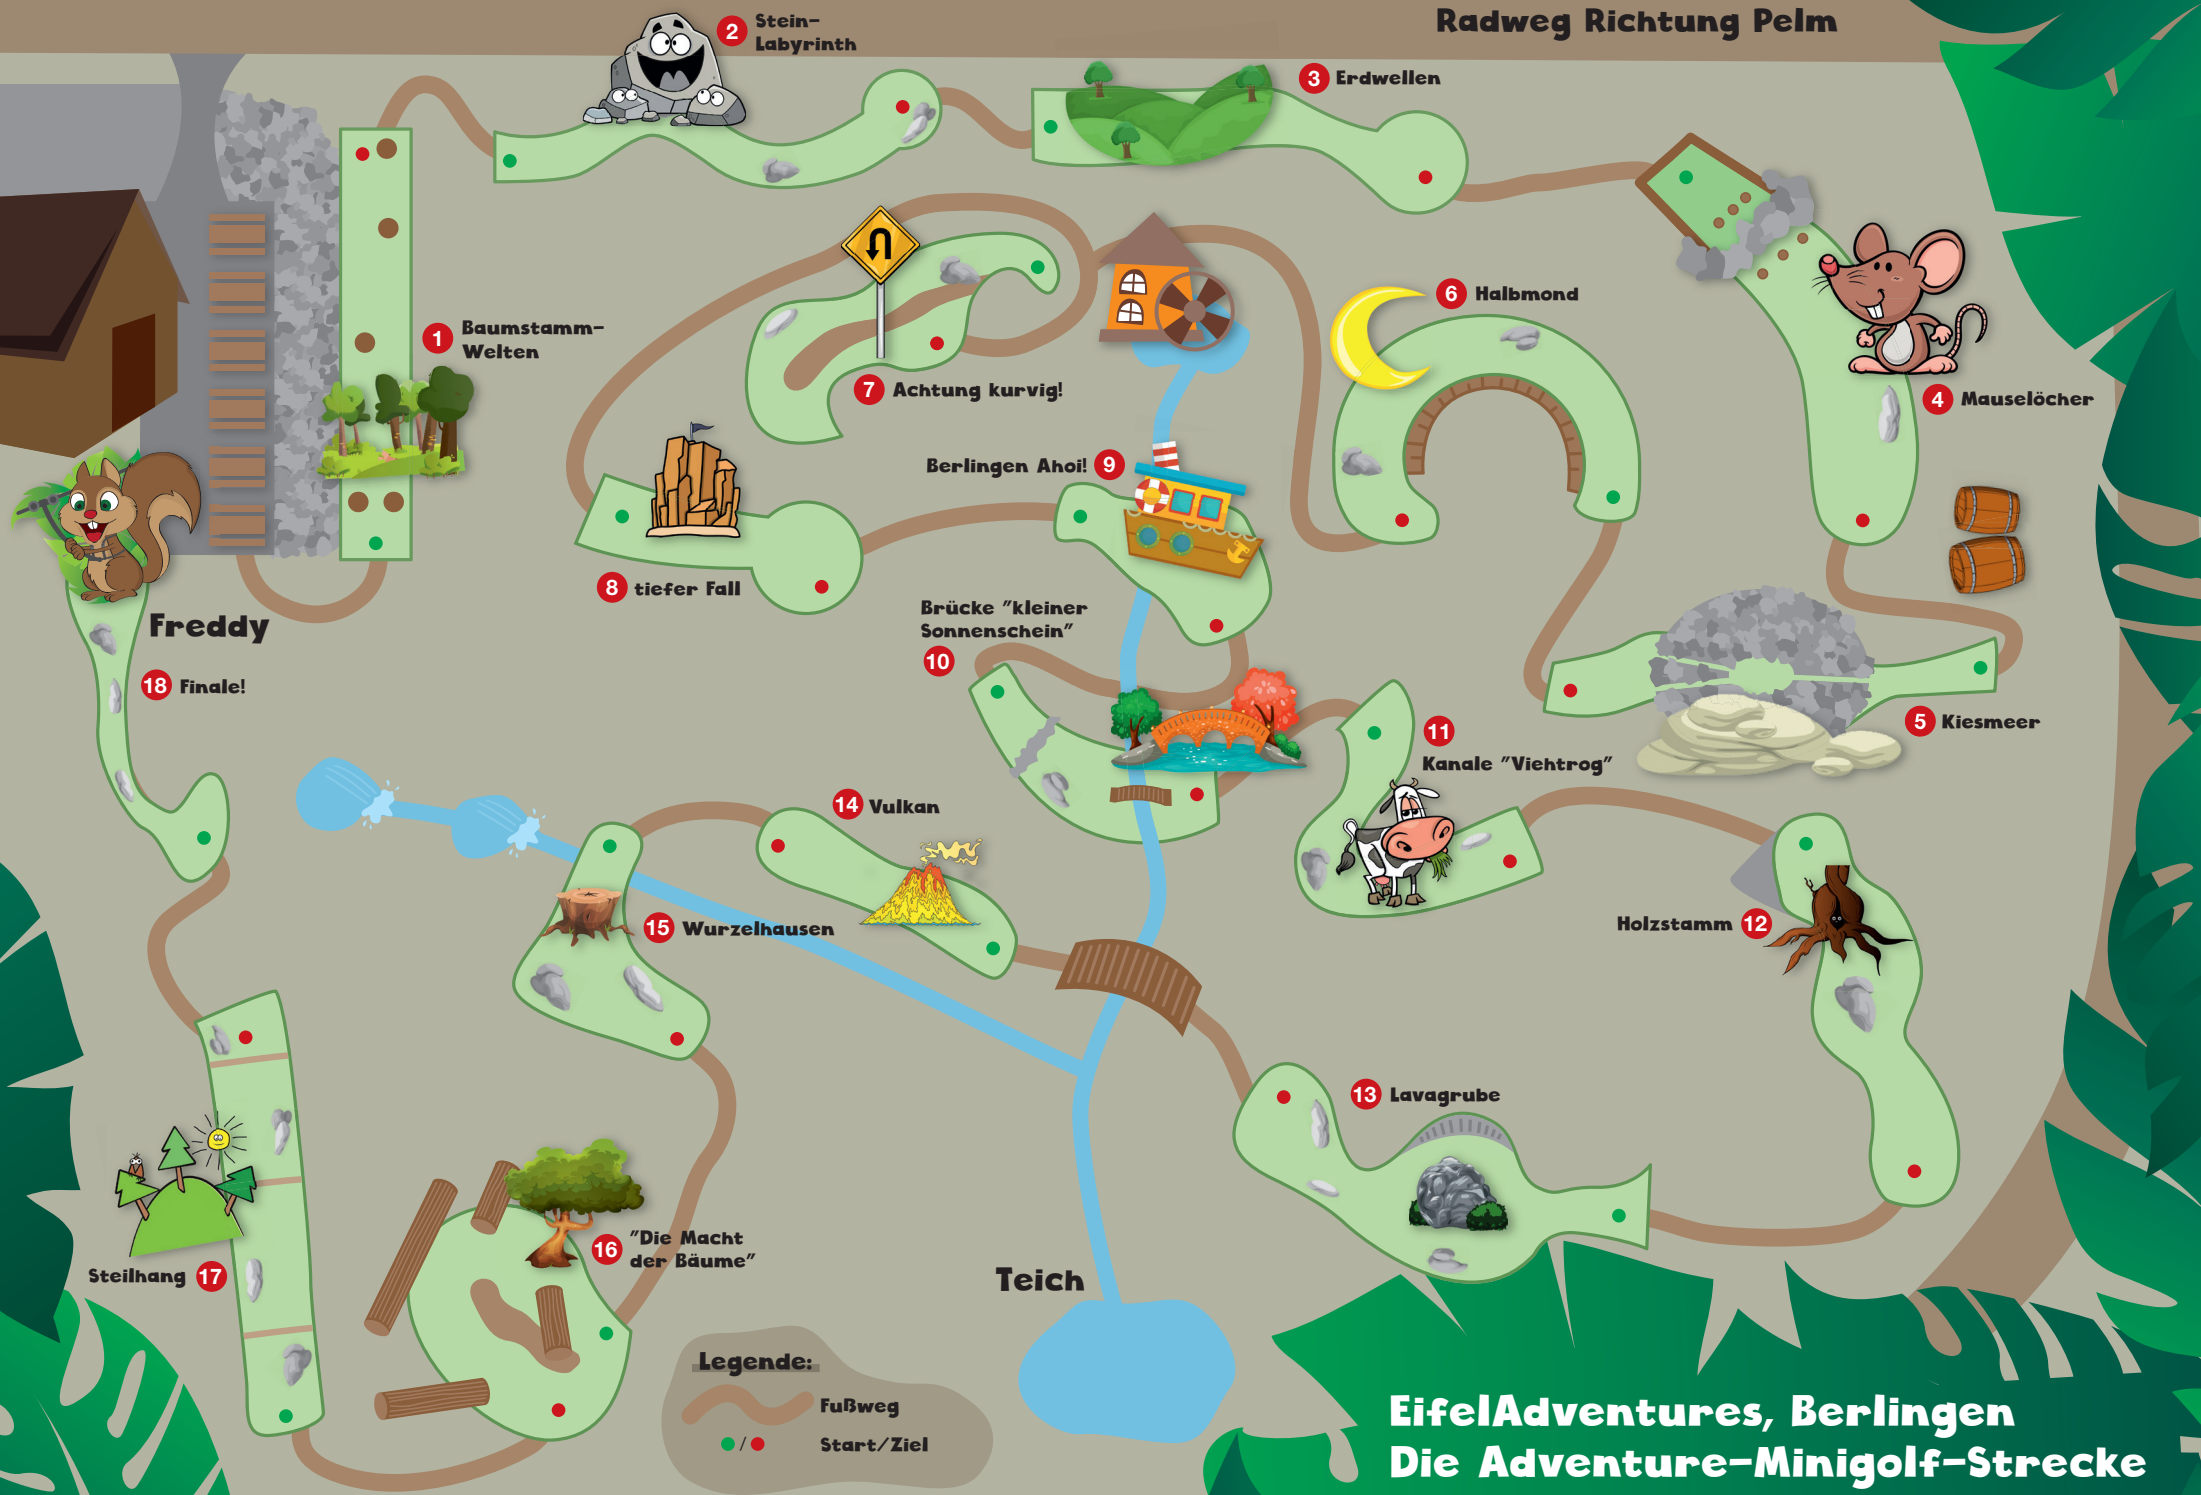 Radweg Richtung Pelm
2 Stein-
Labyrinth
3 Erdwellen
1 Baumstamm-
Welten
6 Halbmond
7 Achtung kurvig!
4 Mauselöcher
Berlingen Ahoi! 9
8 tiefer Fall
Brücke "kleiner
Sonnenschein"
10
Freddy
18 Finale!
5 Kiesmeer
11
Kanale "Viehtrog"
14 Vulkan
15 Wurzelhausen
Holzstamm 12
13 Lavagrube
16 "Die Macht
der Bäume"
Steilhang 17
Teich
Legende:
Fußweg
/ Start/Ziel
EifelAdventures, Berlingen
Die Adventure-Minigolf-Strecke